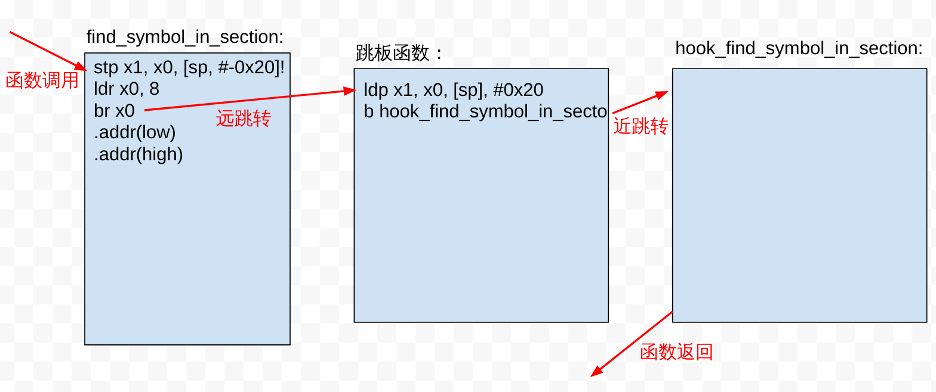 find_symbol_in_section:
函数调用
stp x1, x0, [sp, #-0x20]!
ldr x0, 8
br x0
.addr(low)
.addr(high)
远跳转
跳板函数：
ldp x1, x0, [sp], #0x20
b hook_find_symbol_in_secto
近跳转
hook_find_symbol_in_section:
函数返回